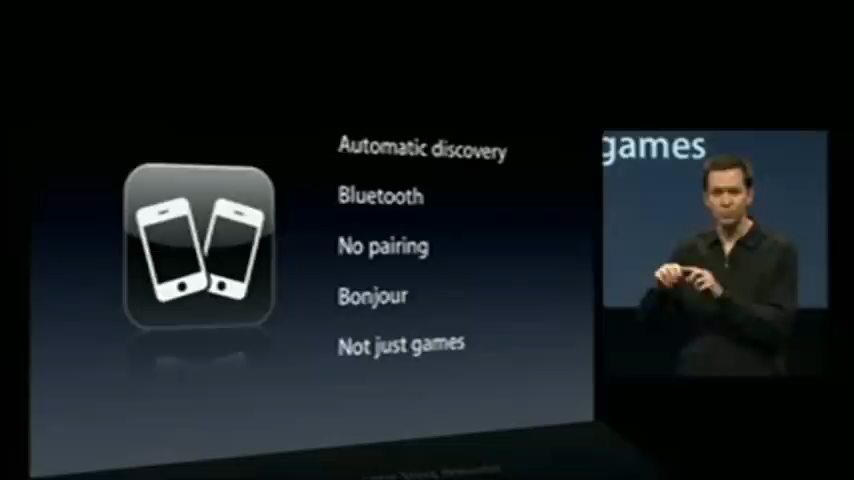 Automatic discovery
Bluetooth
No pairing
Bonjour
Not just games
games